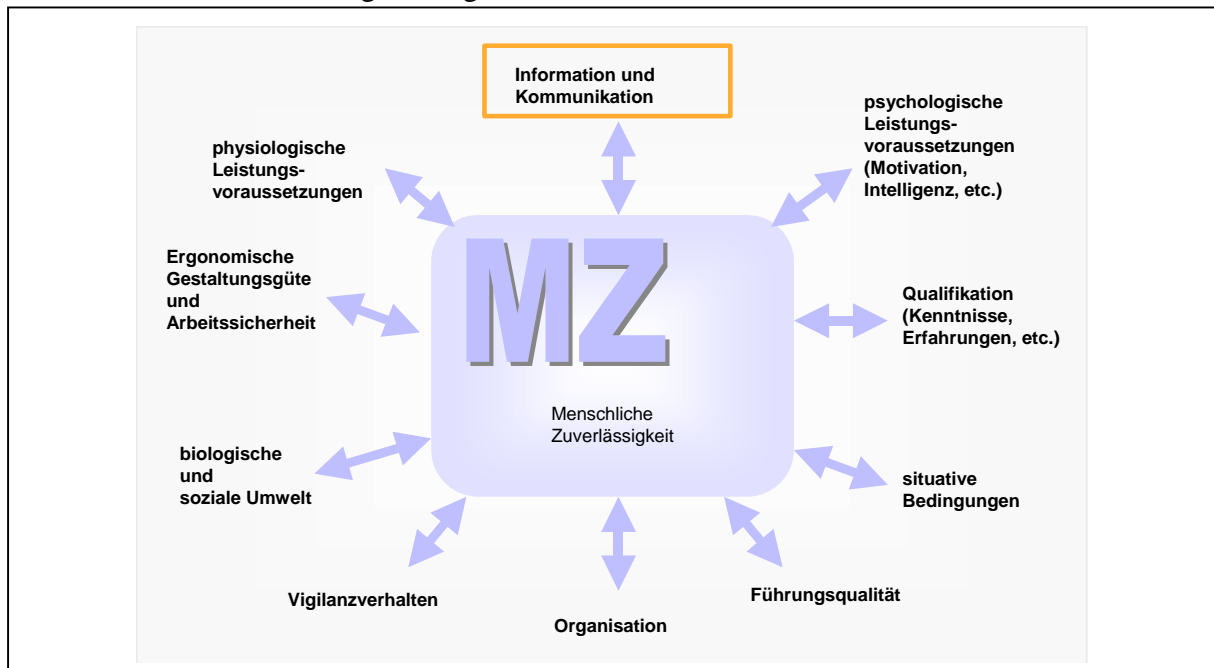 Information und
Kommunikation
psychologische
Leistungs-
voraussetzungen
(Motivation,
Intelligenz, etc.)
physiologische
Leistungs-
voraussetzungen
Ergonomische
Gestaltungsgüte
und
Arbeitssicherheit
MZ
Qualifikation
(Kenntnisse,
Erfahrungen, etc.)
Menschliche
Zuverlässigkeit
biologische
und
soziale Umwelt
situative
Bedingungen
Vigilanzverhalten
Führungsqualität
Organisation